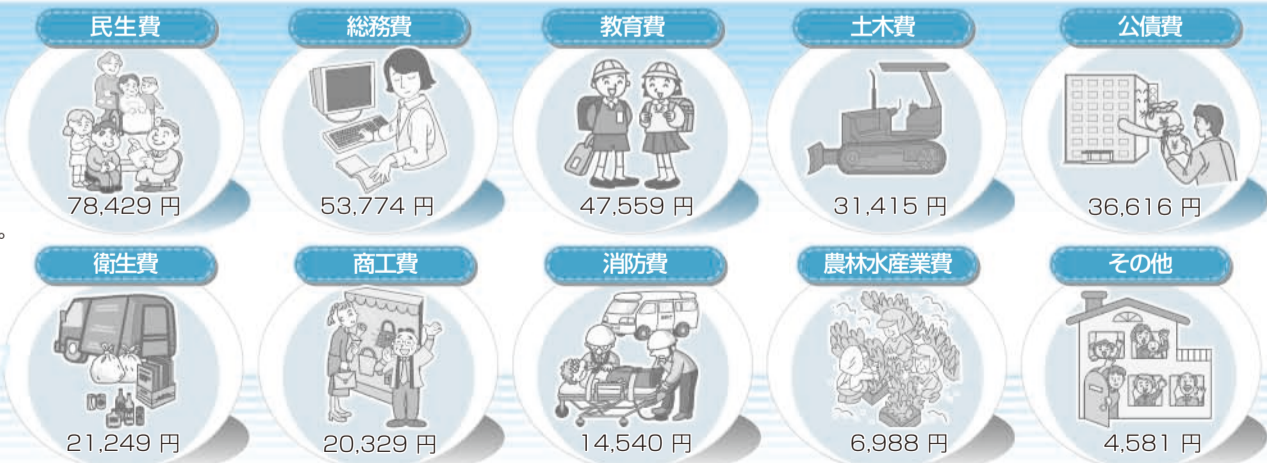 民生費
総務費
教育費
土木費
公債費
78,429 円
53,774 円
47,559 円
31,415 円
36,616 円
。
衛生費
商工費
消防費
農林水産業費
その他
21,249 円
20,329 円
14,540 円
6,988 円
4,581 円